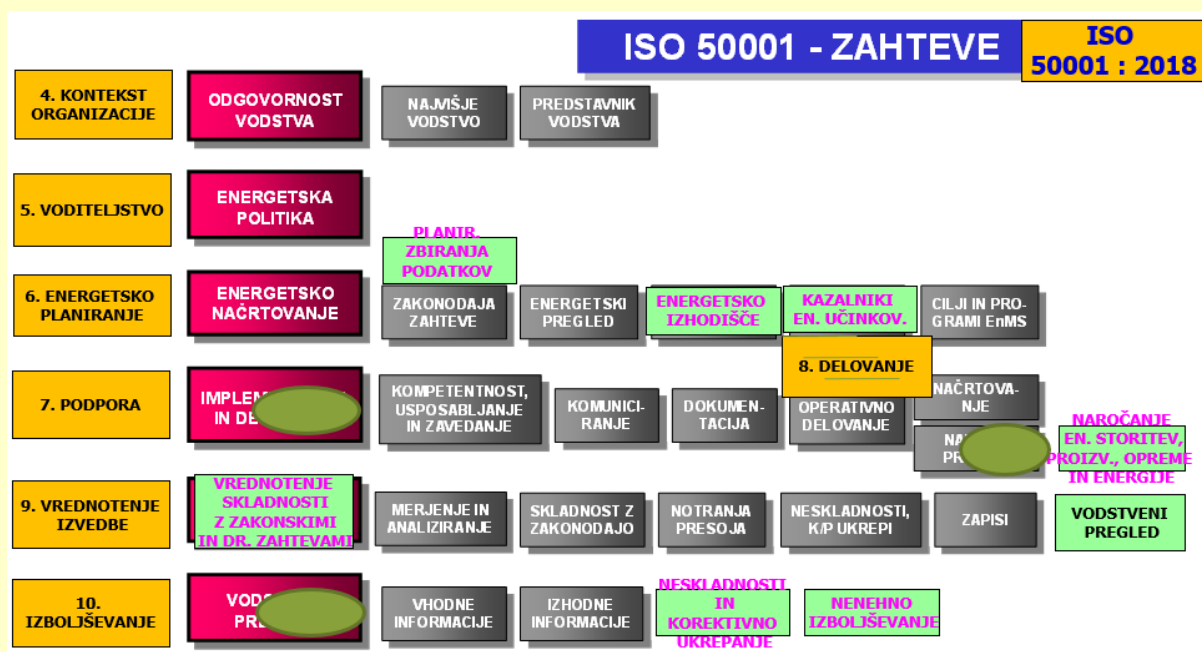 ISO 50001 - ZAHTEVE
ISO
50001 : 2018
4. KONTEKST
ORGANIZACIJE
ODGOVORNOST
VODSTVA
NAJVIŠJE
VODSTVO
PREDSTAVNIK
VODSTVA
5. VODITELJSTVO
ENERGETSKA
POLITIKA
PLANIR.
ZBIRANJA
PODATKOV
6. ENERGETSKO
PLANIRANJE
ENERGETSKO
NAČRTOVANJE
ZAKONODAJA
ZAHTEVE
ENERGETSKI
PREGLED
ENERGETSKO
IZHODIŠČE
KAZALNIKI
EN. UČINKOV.
CILJI IN PRO-
GRAMI EnMS
8. DELOVANJE
7. PODPORA
IN
KOMPETENTNOST,
USPOSABLJANJE
IN ZAVEDANJE
KOMUNICI-
RANJE
DOKUMEN-
TACIJA
OPERATIVNO
DELOVANJE
NAČRTOVA-
NJE
NAROČANJE
EN. STORITEV,
PROIZV., OPREME
IN ENERGIJE
9. VREDNOTENJE
IZVEDBE
VREDNOTENJE
SKLADNOSTI
Z ZAKONSKIMI
IN DR. ZAHTEVAMI
MERJENJE IN
ANALIZIRANJE
SKLADNOST Z
ZAKONODAJO
NOTRANJA
PRESOJA
NESKLADNOSTI,
K/P UKREPI
ZAPISI
VODSTVENI
PREGLED
10.
IZBOLJŠEVANJE
VHODNE
INFORMACIJE
IZHODNE
INFORMACIJE
NESKLADNOSTI
IN
KOREKTIVNO
UKREPANJE
NENEHNO
IZBOLJŠEVANJE